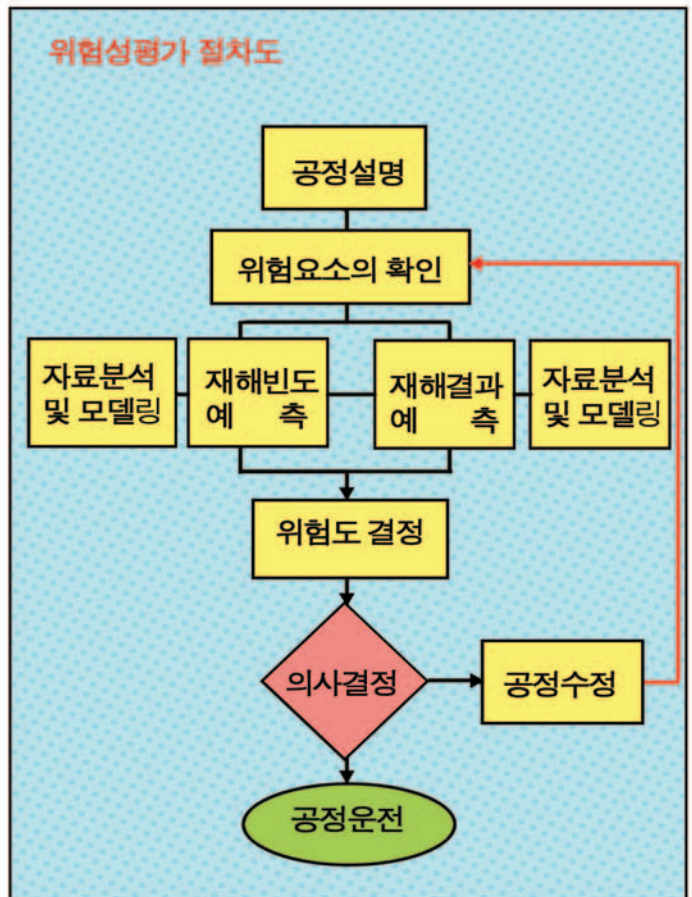 위험성평가 절차도
공정설명
위험요소의 확인
자료분석
및 모델링
재해빈도
예 측
재해결과
예 측
자료분석
및 모델링
위험도 결정
의사결정
공정수정
공정운전